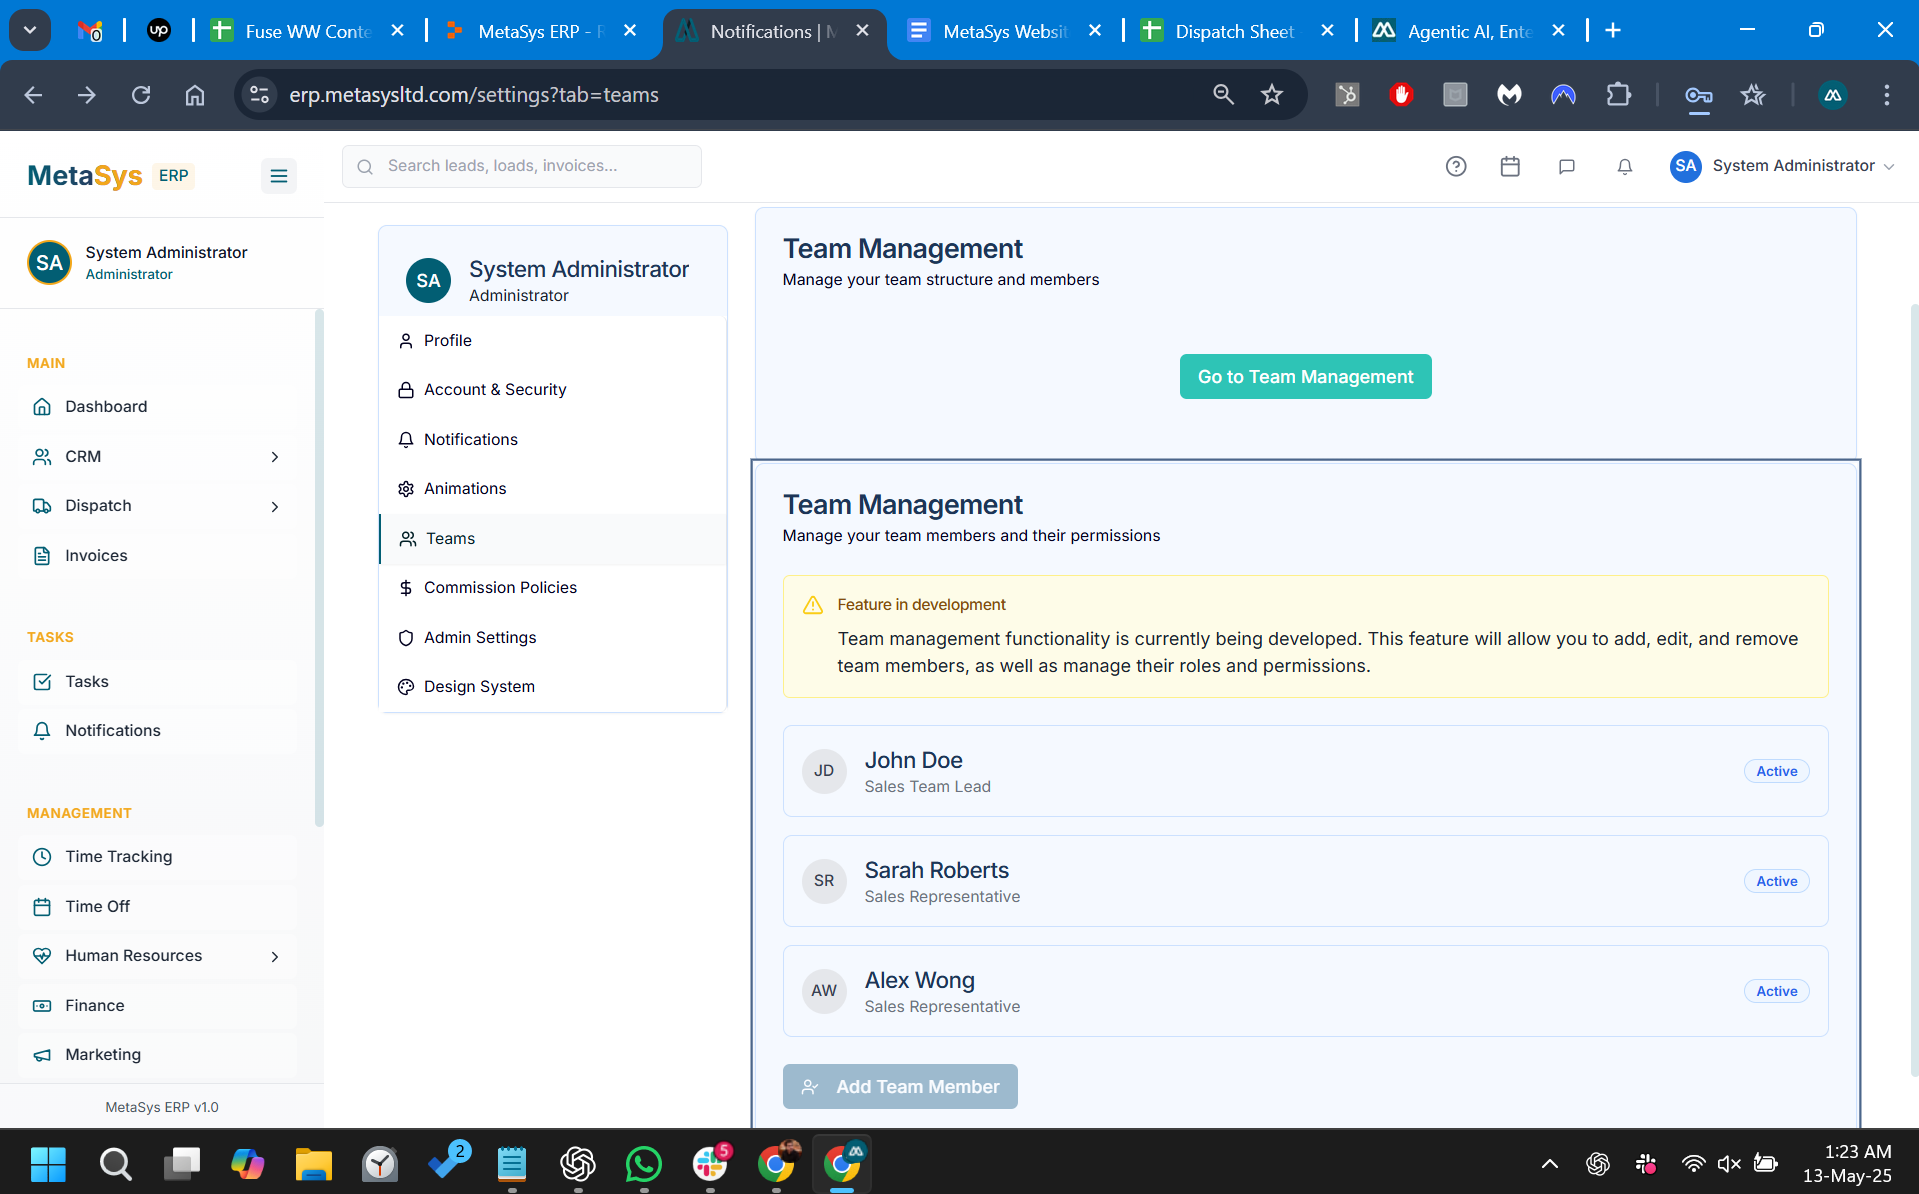 Fuse WW Conte
MetaSys ERP - R
Notifications | M
MetaSys Websit
Dispatch Sheet
Agentic AI, Ente
erp.metasysltd.com/settings?tab=teams
MetaSys ERP
Search leads, loads, invoices...
SA System Administrator
SA
System Administrator
Administrator
MAIN
Dashboard
CRM
Dispatch
Invoices
TASKS
Tasks
Notifications
MANAGEMENT
Time Tracking
Time Off
Human Resources
Finance
Marketing
MetaSys ERP v1.0
SA
System Administrator
Administrator
Profile
Account & Security
Notifications
Animations
Teams
Commission Policies
Admin Settings
Design System
Team Management
Manage your team structure and members
Go to Team Management
Team Management
Manage your team members and their permissions
Feature in development
Team management functionality is currently being developed. This feature will allow you to add, edit, and remove
team members, as well as manage their roles and permissions.
JD
John Doe
Sales Team Lead
Active
SR
Sarah Roberts
Sales Representative
Active
AW
Alex Wong
Sales Representative
Active
Add Team Member
2
5
1:23 AM
13-May-25